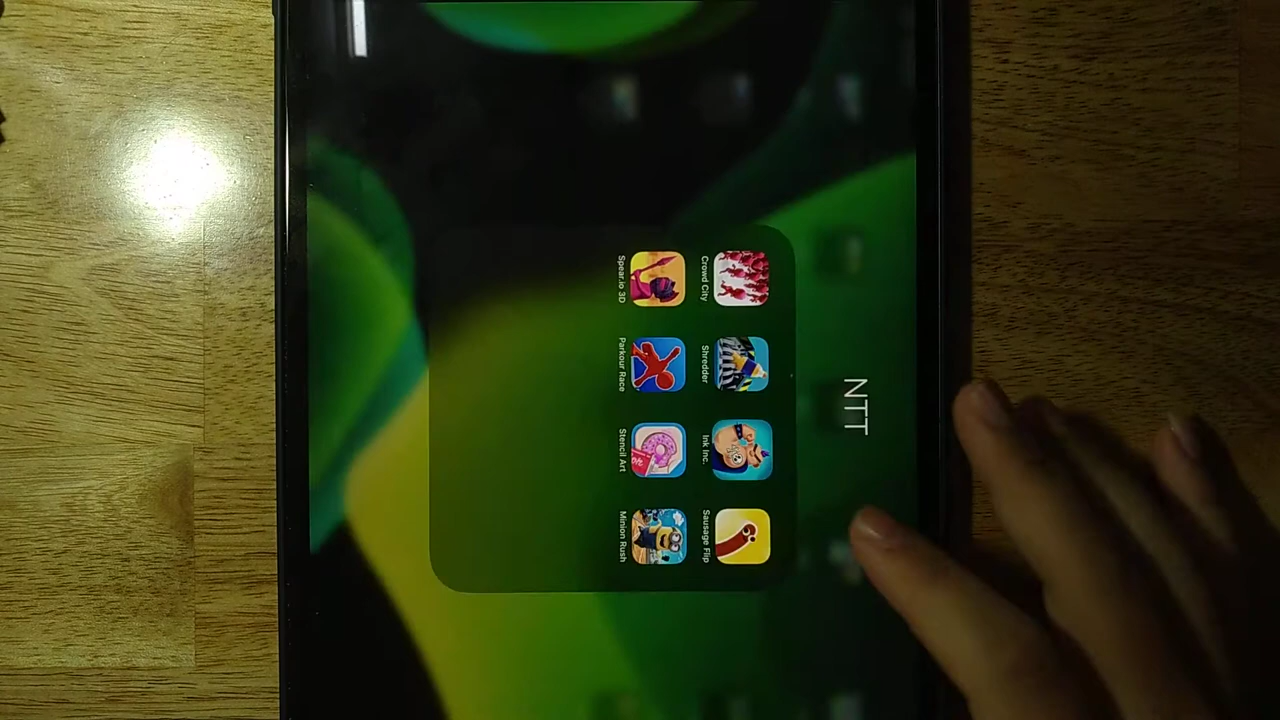 NTT
Crowd City
Shredder
Ink Inc.
Sausage Flip
Spear.io 3D
Parkour Race
Stencil Art
Minion Rush